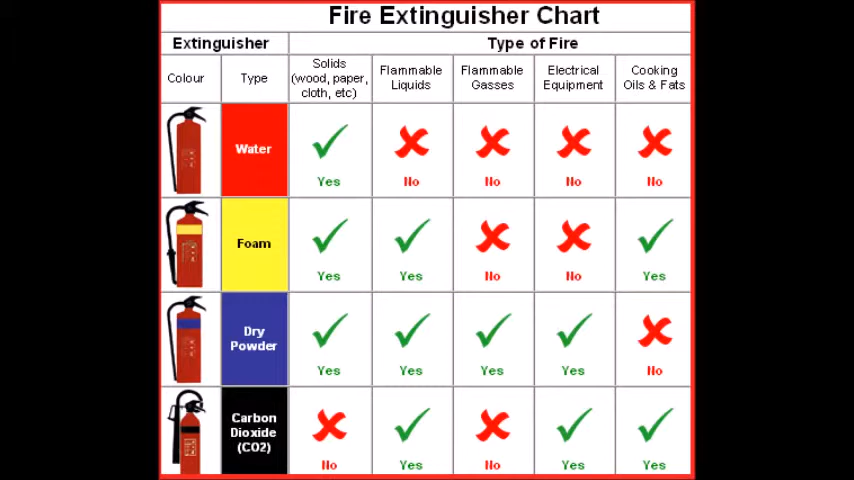 Fire Extinguisher Chart
Extinguisher
Type of Fire
Colour
Type
Solids
(wood, paper,
cloth, etc)
Flammable
Liquids
Flammable
Gasses
Electrical
Equipment
Cooking
Oils & Fats
Water
Yes
No
No
No
No
Foam
Yes
Yes
No
No
Yes
Dry
Powder
Yes
Yes
Yes
Yes
No
Carbon
Dioxide
(CO2)
No
Yes
No
Yes
Yes